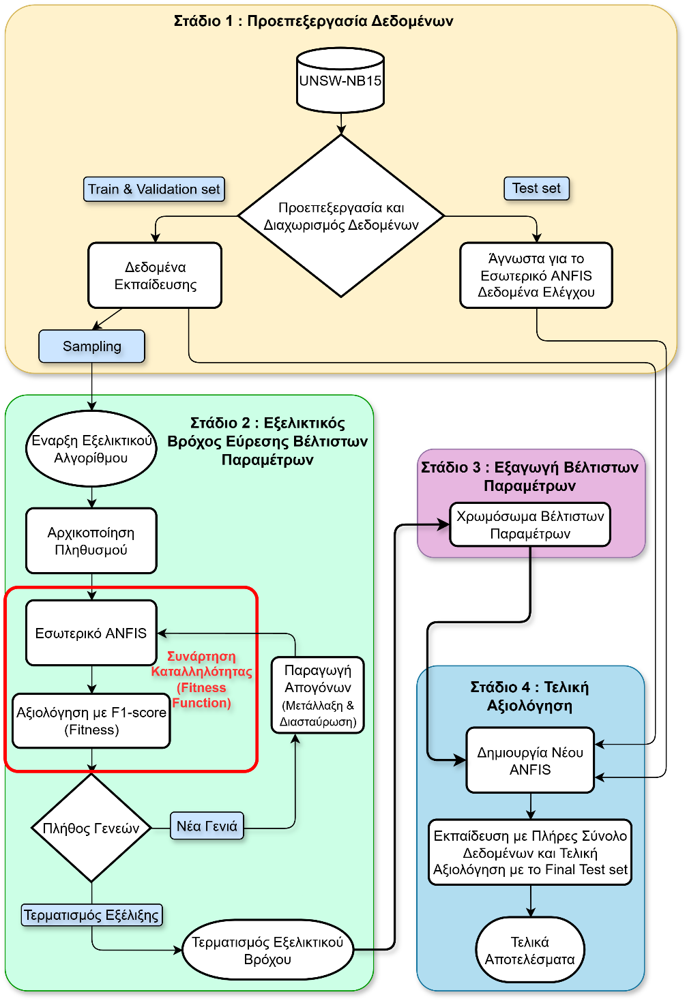 Στάδιο 1 : Προεπεξεργασία Δεδομένων
UNSW-NB15
Train & Validation set
Test set
Προεπεξεργασία και
Διαχωρισμός Δεδομένων
Δεδομένα
Εκπαίδευσης
Άγνωστα για το
Εσωτερικό ANFIS
Δεδομένα Ελέγχου
Sampling
Στάδιο 2 : Εξελικτικός
Βρόχος Εύρεσης Βέλτιστων
Παραμέτρων
Έναρξη Εξελικτικού
Αλγορίθμου
Αρχικοποίηση
Πληθυσμού
Εσωτερικό ANFIS
Συνάρτηση
Καταλληλότητας
(Fitness
Function)
Αξιολόγηση με F1-score
(Fitness)
Παραγωγή
Απογόνων
(Μετάλλαξη &
Διασταύρωση)
Πλήθος Γενεών
Νέα Γενιά
Τερματισμός Εξέλιξης
Τερματισμός Εξελικτικού
Βρόχου
Στάδιο 3 : Εξαγωγή Βέλτιστων
Παραμέτρων
Χρωμόσωμα Βέλτιστων
Παραμέτρων
Στάδιο 4 : Τελική
Αξιολόγηση
Δημιουργία Νέου
ANFIS
Εκπαίδευση με Πλήρες Σύνολο
Δεδομένων και Τελική
Αξιολόγηση με το Final Test set
Τελικά
Αποτελέσματα